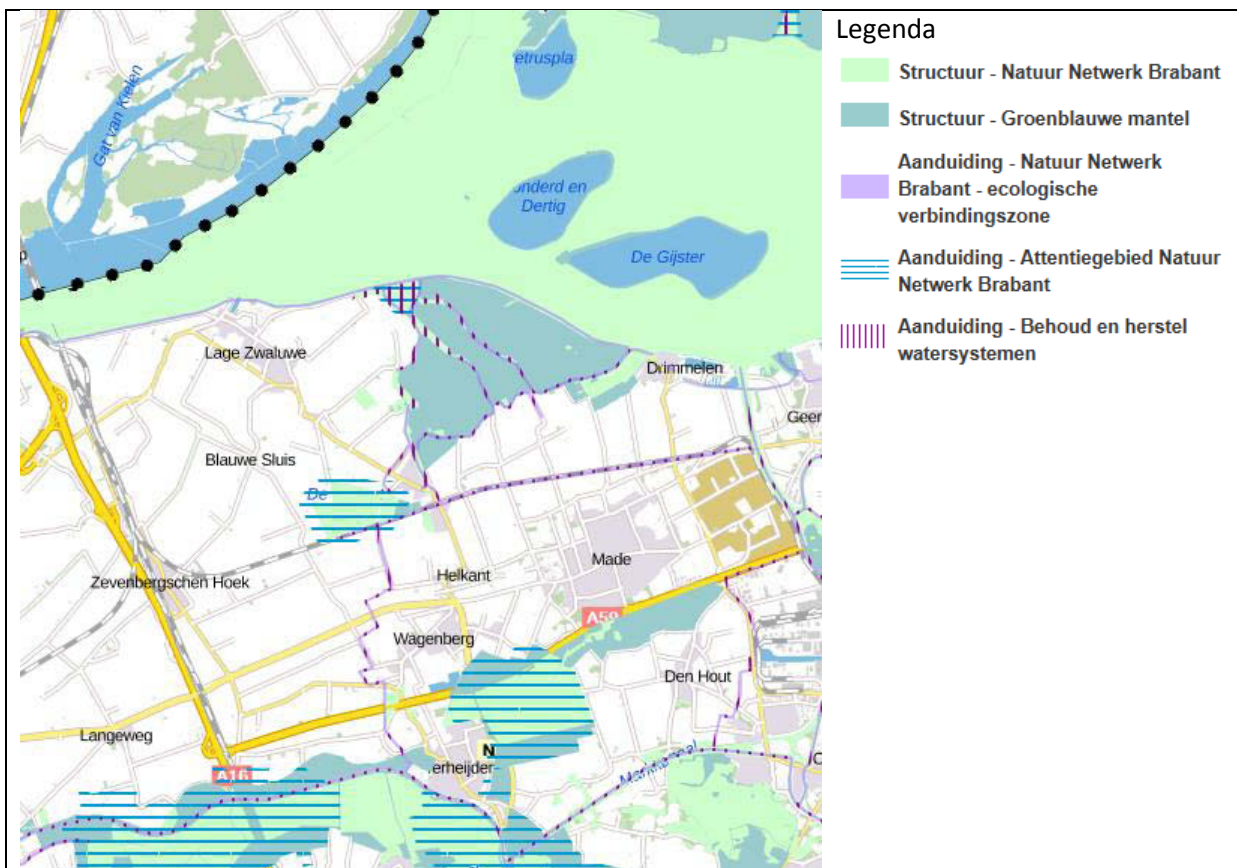 Legenda
Structuur - Natuur Netwerk Brabant
Structuur - Groenblauwe mantel
Aanduiding - Natuur Netwerk
Brabant - ecologische
verbindingszone
Aanduiding - Attentiegebied Natuur
Netwerk Brabant
Aanduiding - Behoud en herstel
watersystemen
etruspla
Gat van Kielen
onderd en
Dertig
De Gijster
Lage Zwaluwe
Drimmelen
Geer
Blauwe Sluis
De
Made
Zevenbergschen Hoek
Helkant
A59
Wagenberg
Den Hout
Langeweg
N
erheijder
Markkanaal
A16